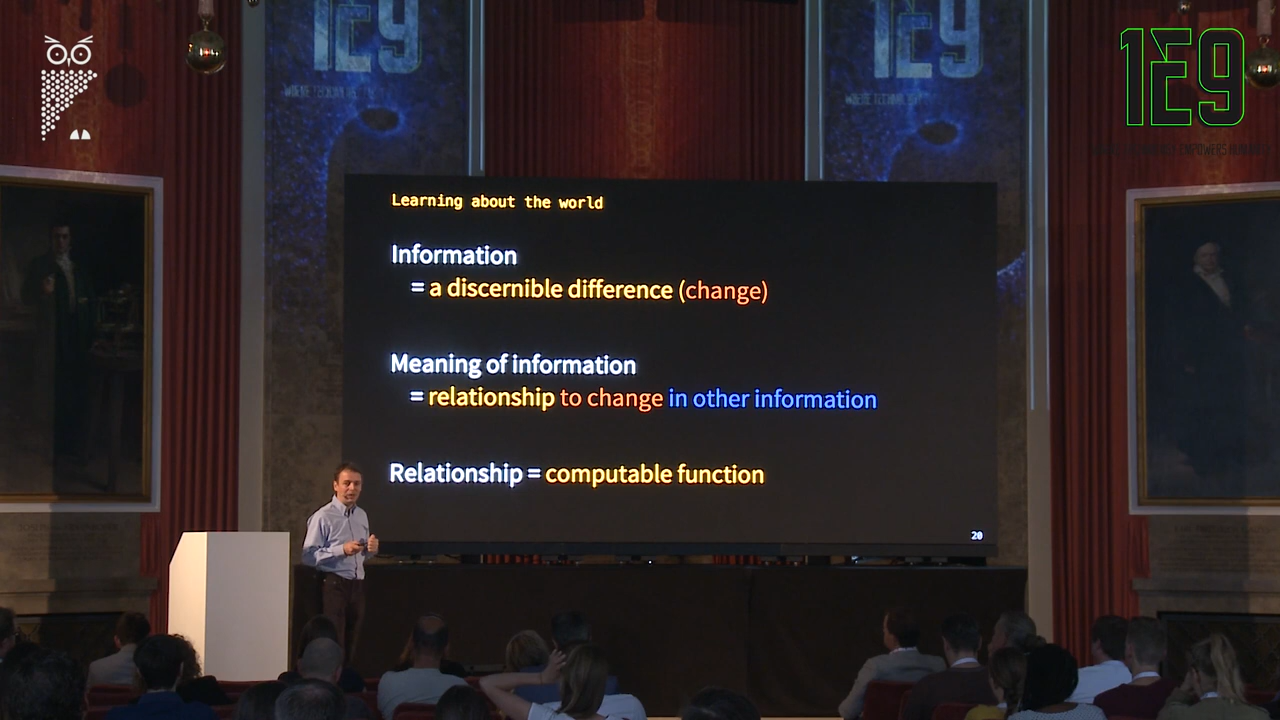 1E9
1E9
1E9
Learning about the world
Information
= a discernible difference (change)
Meaning of information
= relationship to change in other information
Relationship = computable function
20